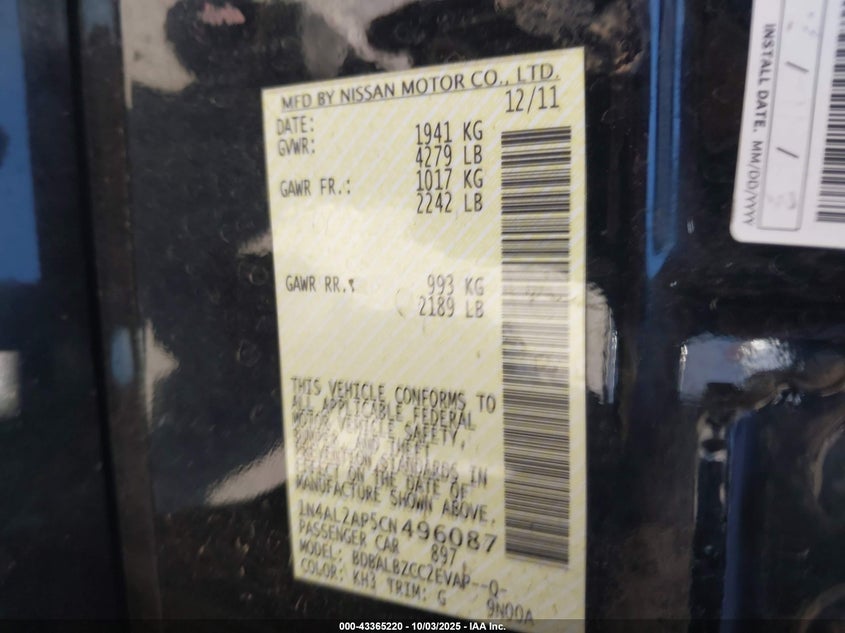 MFD BY NISSAN MOTOR CO., LTD.
DATE: 12/11
GVWR: 1941 KG
4279 LB
GAWR FR.: 1017 KG
2242 LB
GAWR RR.: 993 KG
2189 LB
THIS VEHICLE CONFORMS TO
ALL APPLICABLE FEDERAL
MOTOR VEHICLE SAFETY,
BUMPER, AND THEFT
PREVENTION STANDARDS IN
EFFECT ON THE DATE OF
MANUFACTURE SHOWN ABOVE.
1N4AL2AP5CN496087
PASSENGER CAR 897
MODEL: BDBALBZCC2EVAP--Q-
COLOR: KH3 TRIM: G 9N00A
INSTALL DATE. MM/DD/YYYY
000-43365220 - 10/03/2025 - IAA Inc.